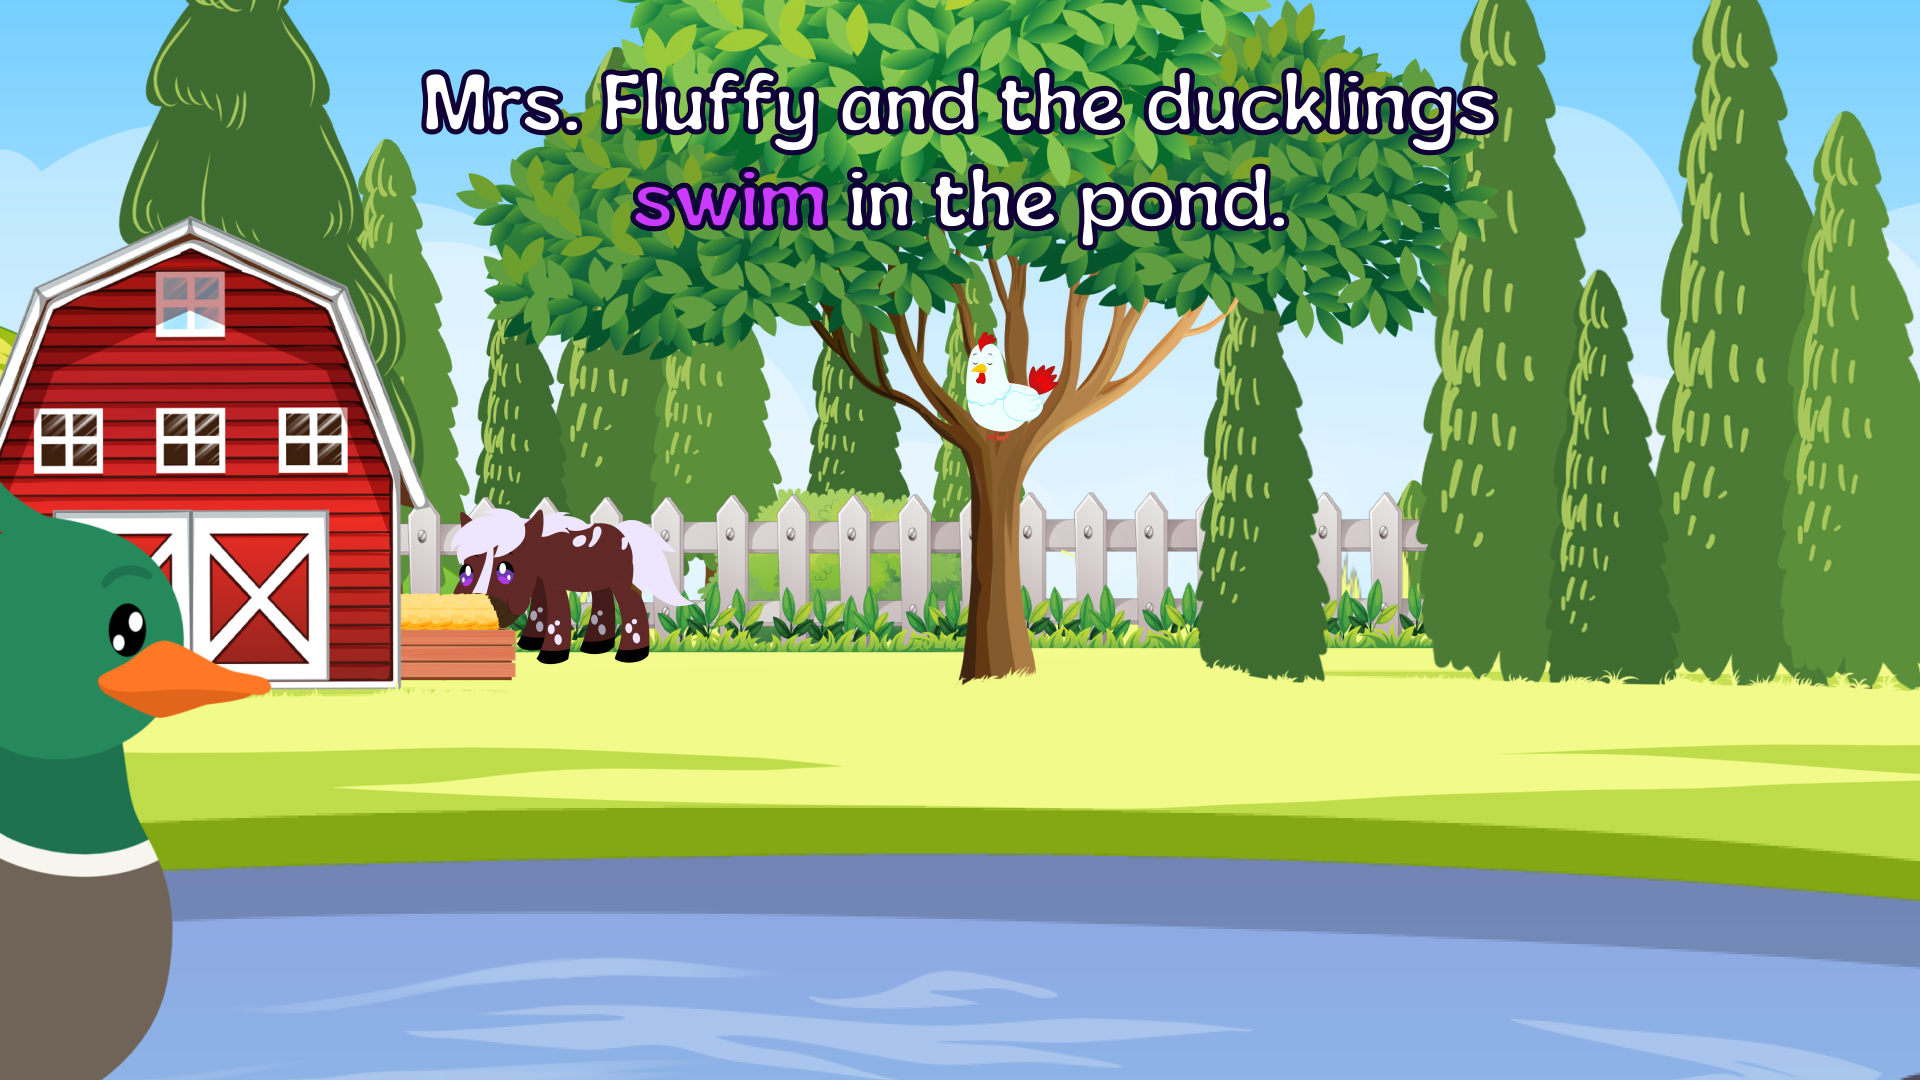 Mrs. Fluffy and the ducklings
swim in the pond.